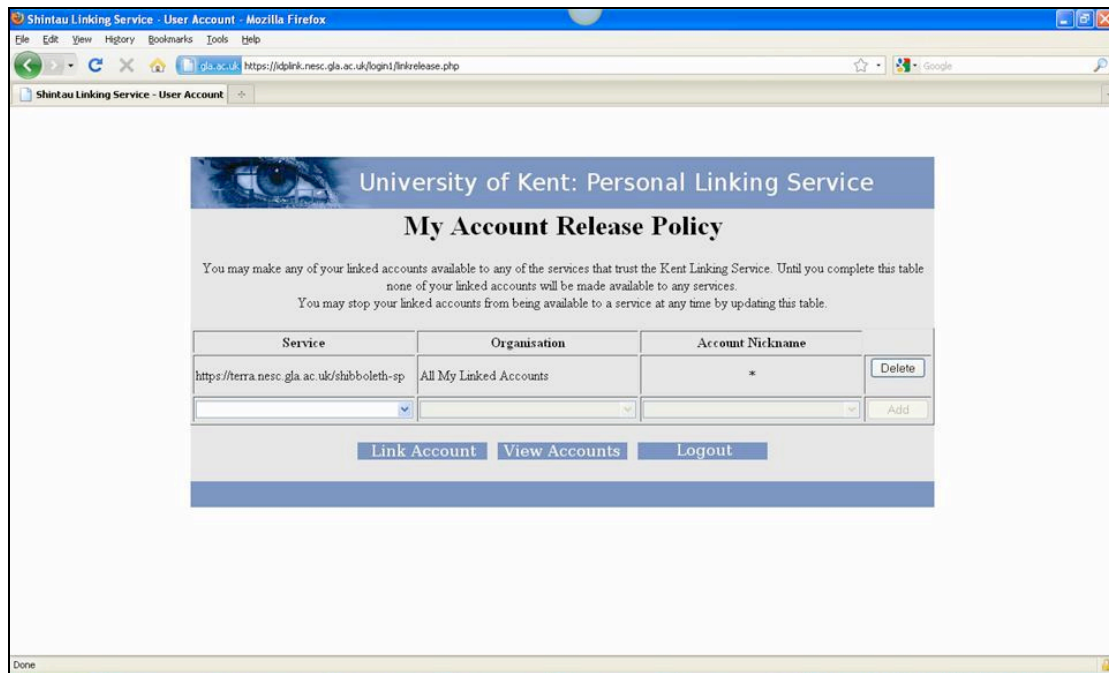 Shintau Linking Service - User Account - Mozilla Firefox
File Edit View History Bookmarks Tools Help
gla.ac.uk https://idplink.nesc.gla.ac.uk/login1/linkrelease.php Google
Shintau Linking Service - User Account
University of Kent: Personal Linking Service
My Account Release Policy
You may make any of your linked accounts available to any of the services that trust the Kent Linking Service. Until you complete this table
none of your linked accounts will be made available to any services.
You may stop your linked accounts from being available to a service at any time by updating this table.
Service Organisation Account Nickname
https://terra.nesc.gla.ac.uk/shibboleth-sp All My Linked Accounts * Delete
Add
Link Account View Accounts Logout
Done